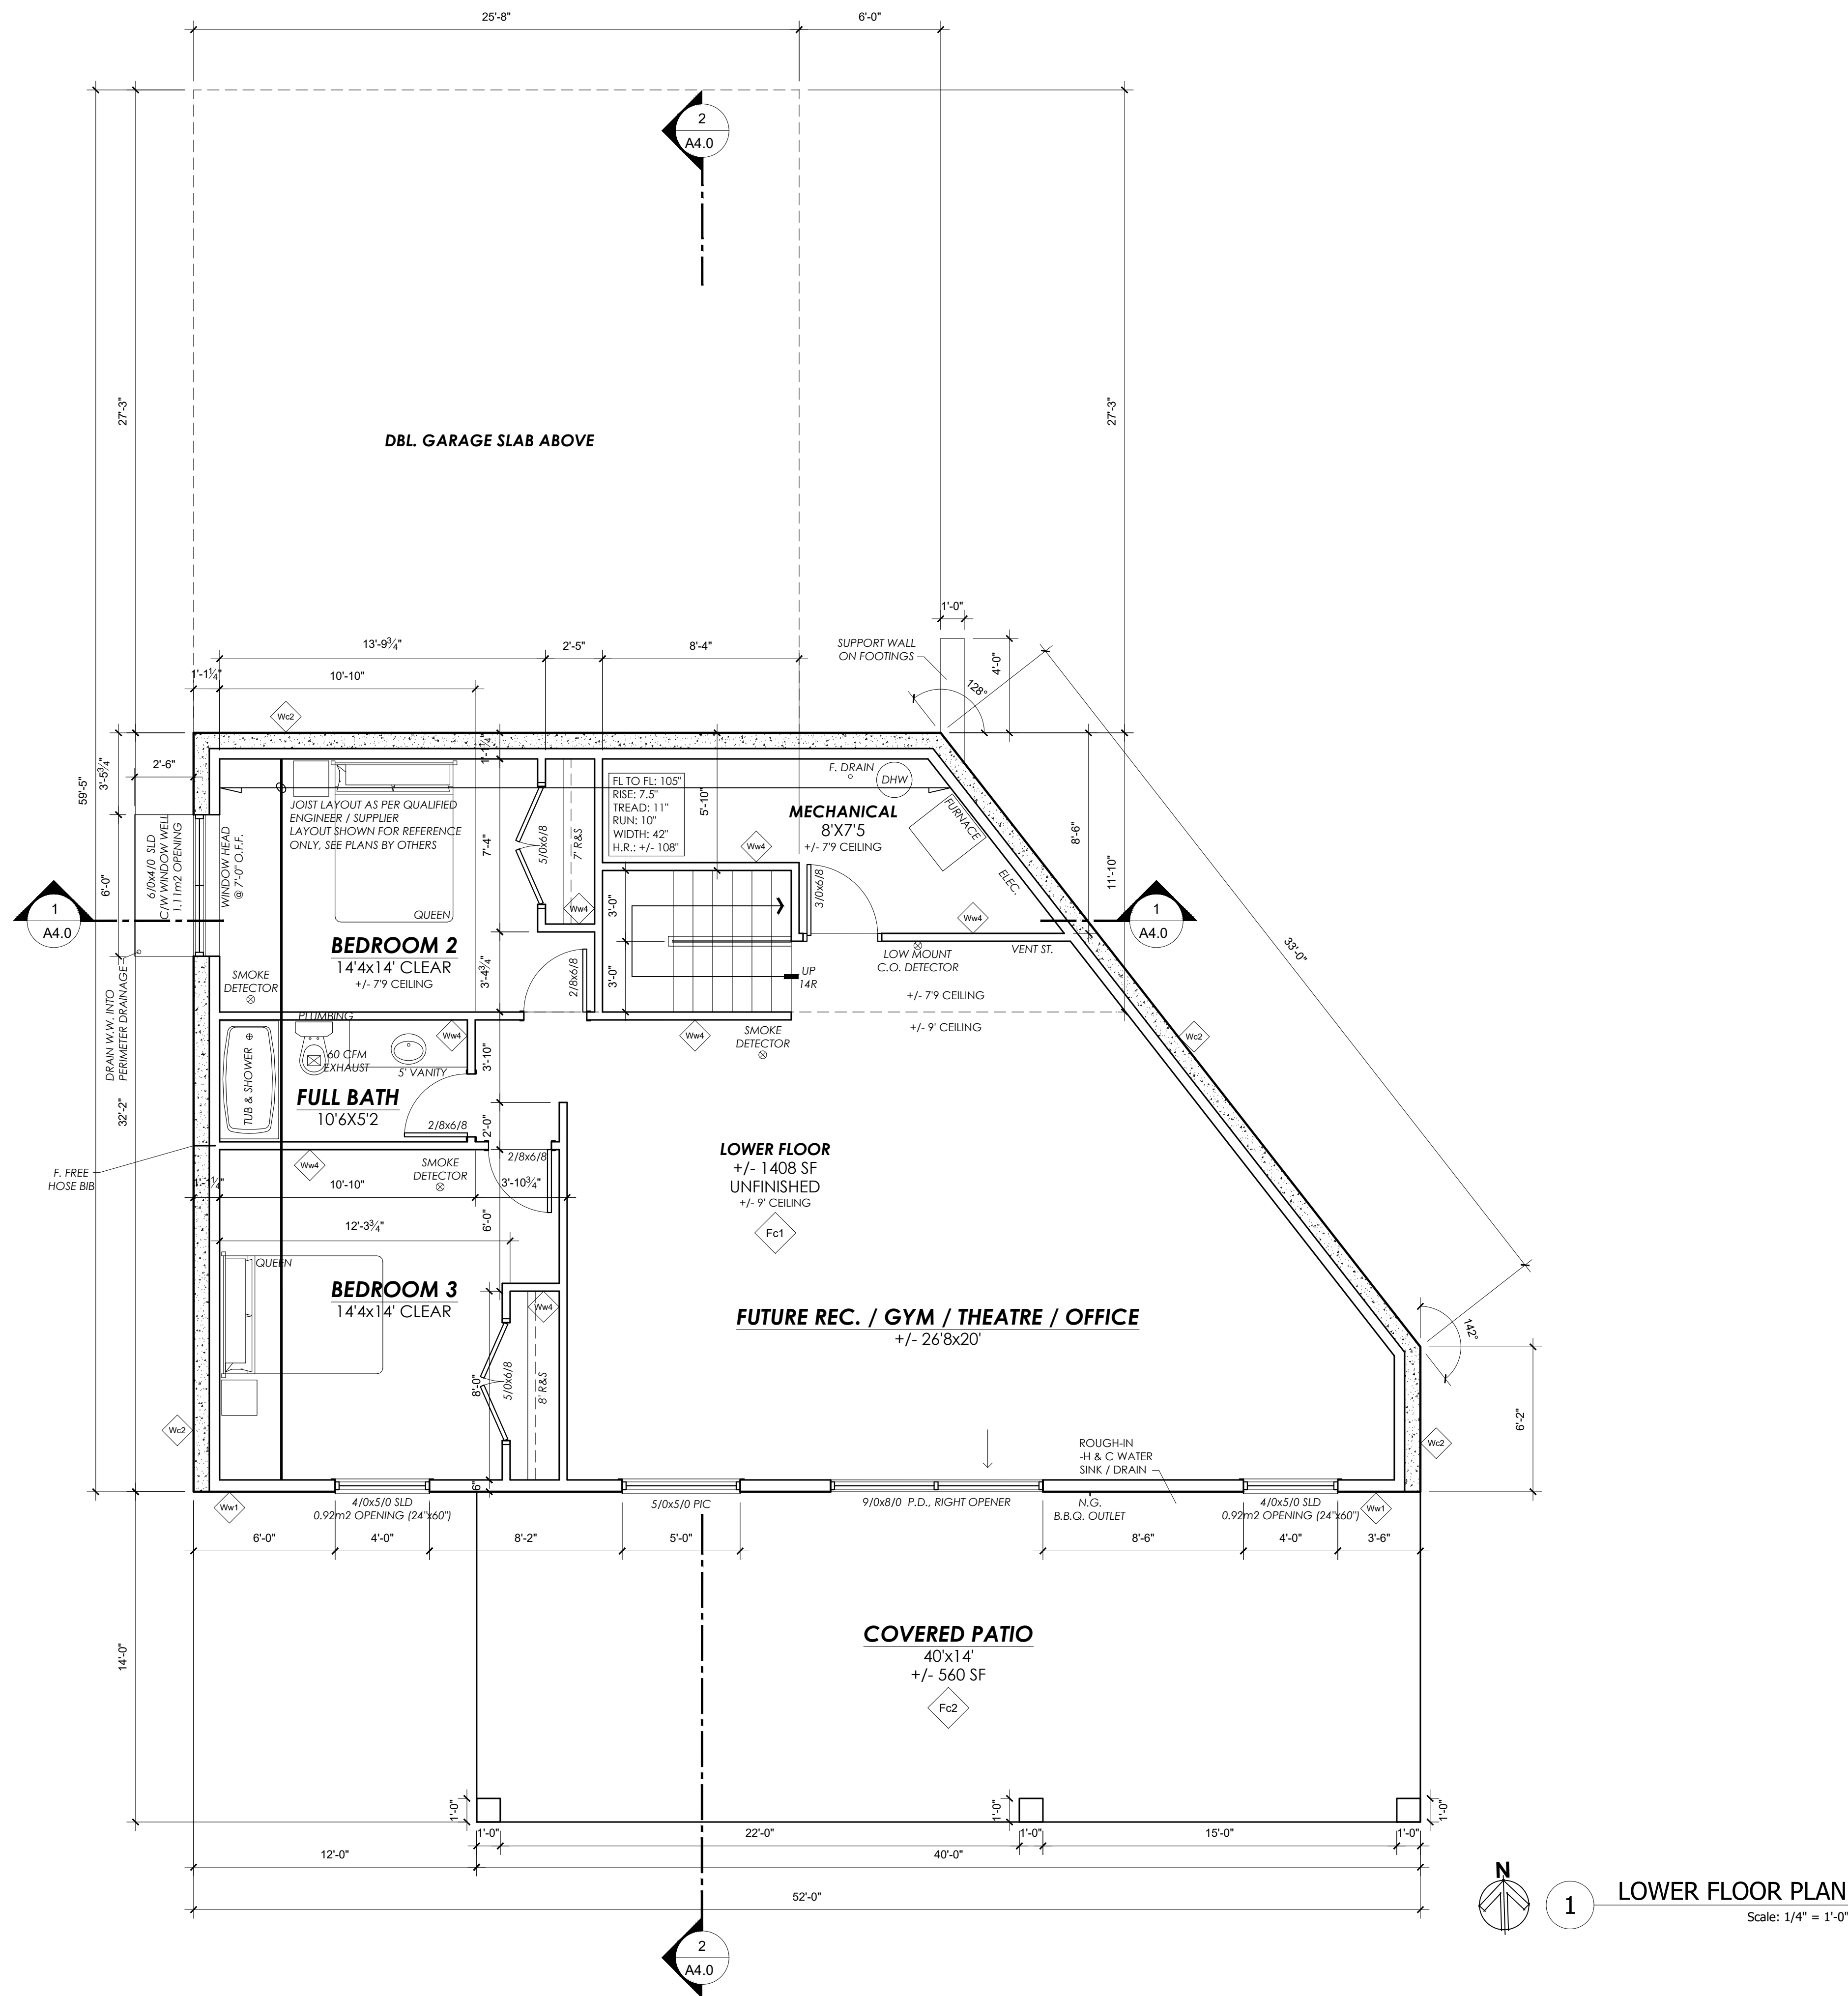 25'-8"
6'-0"
2
A4.0
27'-3"
27'-3"
DBL. GARAGE SLAB ABOVE
59'-5"
1'-0"
SUPPORT WALL
ON FOOTINGS
4'-0"
128°
33'-0"
13'-9¾"
2'-5"
8'-4"
1'-1¼"
10'-10"
Wc2
1'-1¼"
3'-5¾"
2'-6"
6'-0"
6/0x4/0 SLD
C/W WINDOW WELL
1.11m2 OPENING
WINDOW HEAD
@ 7'-0" O.F.F.
JOIST LAYOUT AS PER QUALIFIED
ENGINEER / SUPPLIER
LAYOUT SHOWN FOR REFERENCE
ONLY, SEE PLANS BY OTHERS
QUEEN
7'-4"
5/0x6/8
7' R&S
FL TO FL: 105"
RISE: 7.5"
TREAD: 11"
RUN: 10"
WIDTH: 42"
H.R.: +/- 108"
5'-10"
F. DRAIN
DHW
MECHANICAL
8'X7'5
+/- 7'9 CEILING
FURNACE
ELEC.
8'-6"
11'-10"
Ww4
3/0x6/8
Ww4
Ww4
1
A4.0
1
A4.0
BEDROOM 2
14'4x14' CLEAR
+/- 7'9 CEILING
3'-4¾"
2/8x6/8
3'-0"
3'-0"
UP
14R
LOW MOUNT
C.O. DETECTOR
VENT ST.
+/- 7'9 CEILING
+/- 9' CEILING
SMOKE
DETECTOR
DRAIN W.W. INTO
PERIMETER DRAINAGE
32'-2"
PLUMBING
60 CFM
EXHAUST
5' VANITY
Ww4
TUB & SHOWER
FULL BATH
10'6X5'2
2/8x6/8
3'-10"
2'-0"
Ww4
SMOKE
DETECTOR
Wc2
F. FREE
HOSE BIB
Ww4
SMOKE
DETECTOR
2/8x6/8
1'-1¼"
10'-10"
3'-10¾"
6'-0"
12'-3¾"
LOWER FLOOR
+/- 1408 SF
UNFINISHED
+/- 9' CEILING
Fc1
QUEEN
BEDROOM 3
14'4x14' CLEAR
Ww4
8'-0"
5/0x6/8
8' R&S
FUTURE REC. / GYM / THEATRE / OFFICE
+/- 26'8x20'
142°
6'-2"
Wc2
Wc2
ROUGH-IN
-H & C WATER
SINK / DRAIN
6"
Ww1
4/0x5/0 SLD
0.92m2 OPENING (24"x60")
5/0x5/0 PIC
9/0x8/0 P.D., RIGHT OPENER
N.G.
B.B.Q. OUTLET
4/0x5/0 SLD
0.92m2 OPENING (24"x60")
Ww1
6'-0"
4'-0"
8'-2"
5'-0"
8'-6"
4'-0"
3'-6"
14'-0"
COVERED PATIO
40'x14'
+/- 560 SF
Fc2
1'-0"
1'-0"
1'-0"
1'-0"
22'-0"
1'-0"
15'-0"
1'-0"
12'-0"
40'-0"
52'-0"
2
A4.0
N
1
LOWER FLOOR PLAN
Scale: 1/4" = 1'-0"